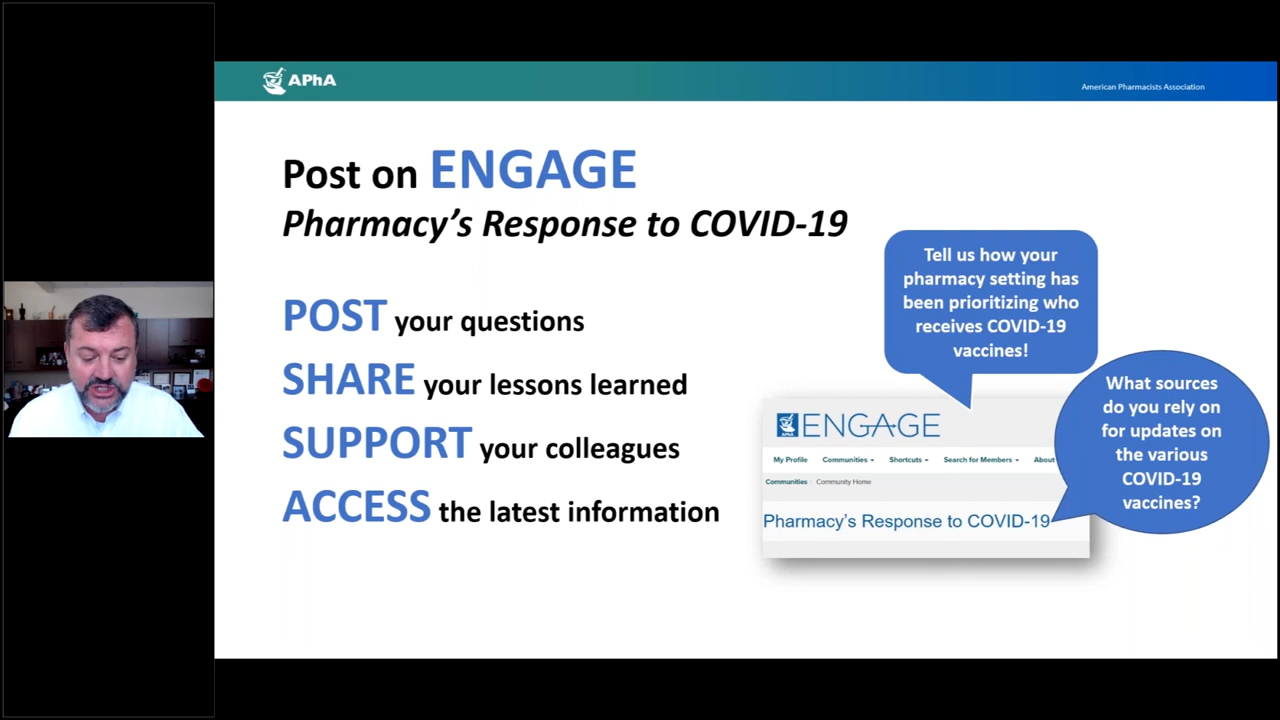 APhA
American Pharmacists Association
Post on ENGAGE
Pharmacy’s Response to COVID-19
POST your questions
SHARE your lessons learned
SUPPORT your colleagues
ACCESS the latest information
Tell us how your
pharmacy setting has
been prioritizing who
receives COVID-19
vaccines!
What sources
do you rely on
for updates on
the various
COVID-19
vaccines?
ENGAGE
My Profile Communities Shortcuts Search for Members About
Communities Community Home
Pharmacy’s Response to COVID-19